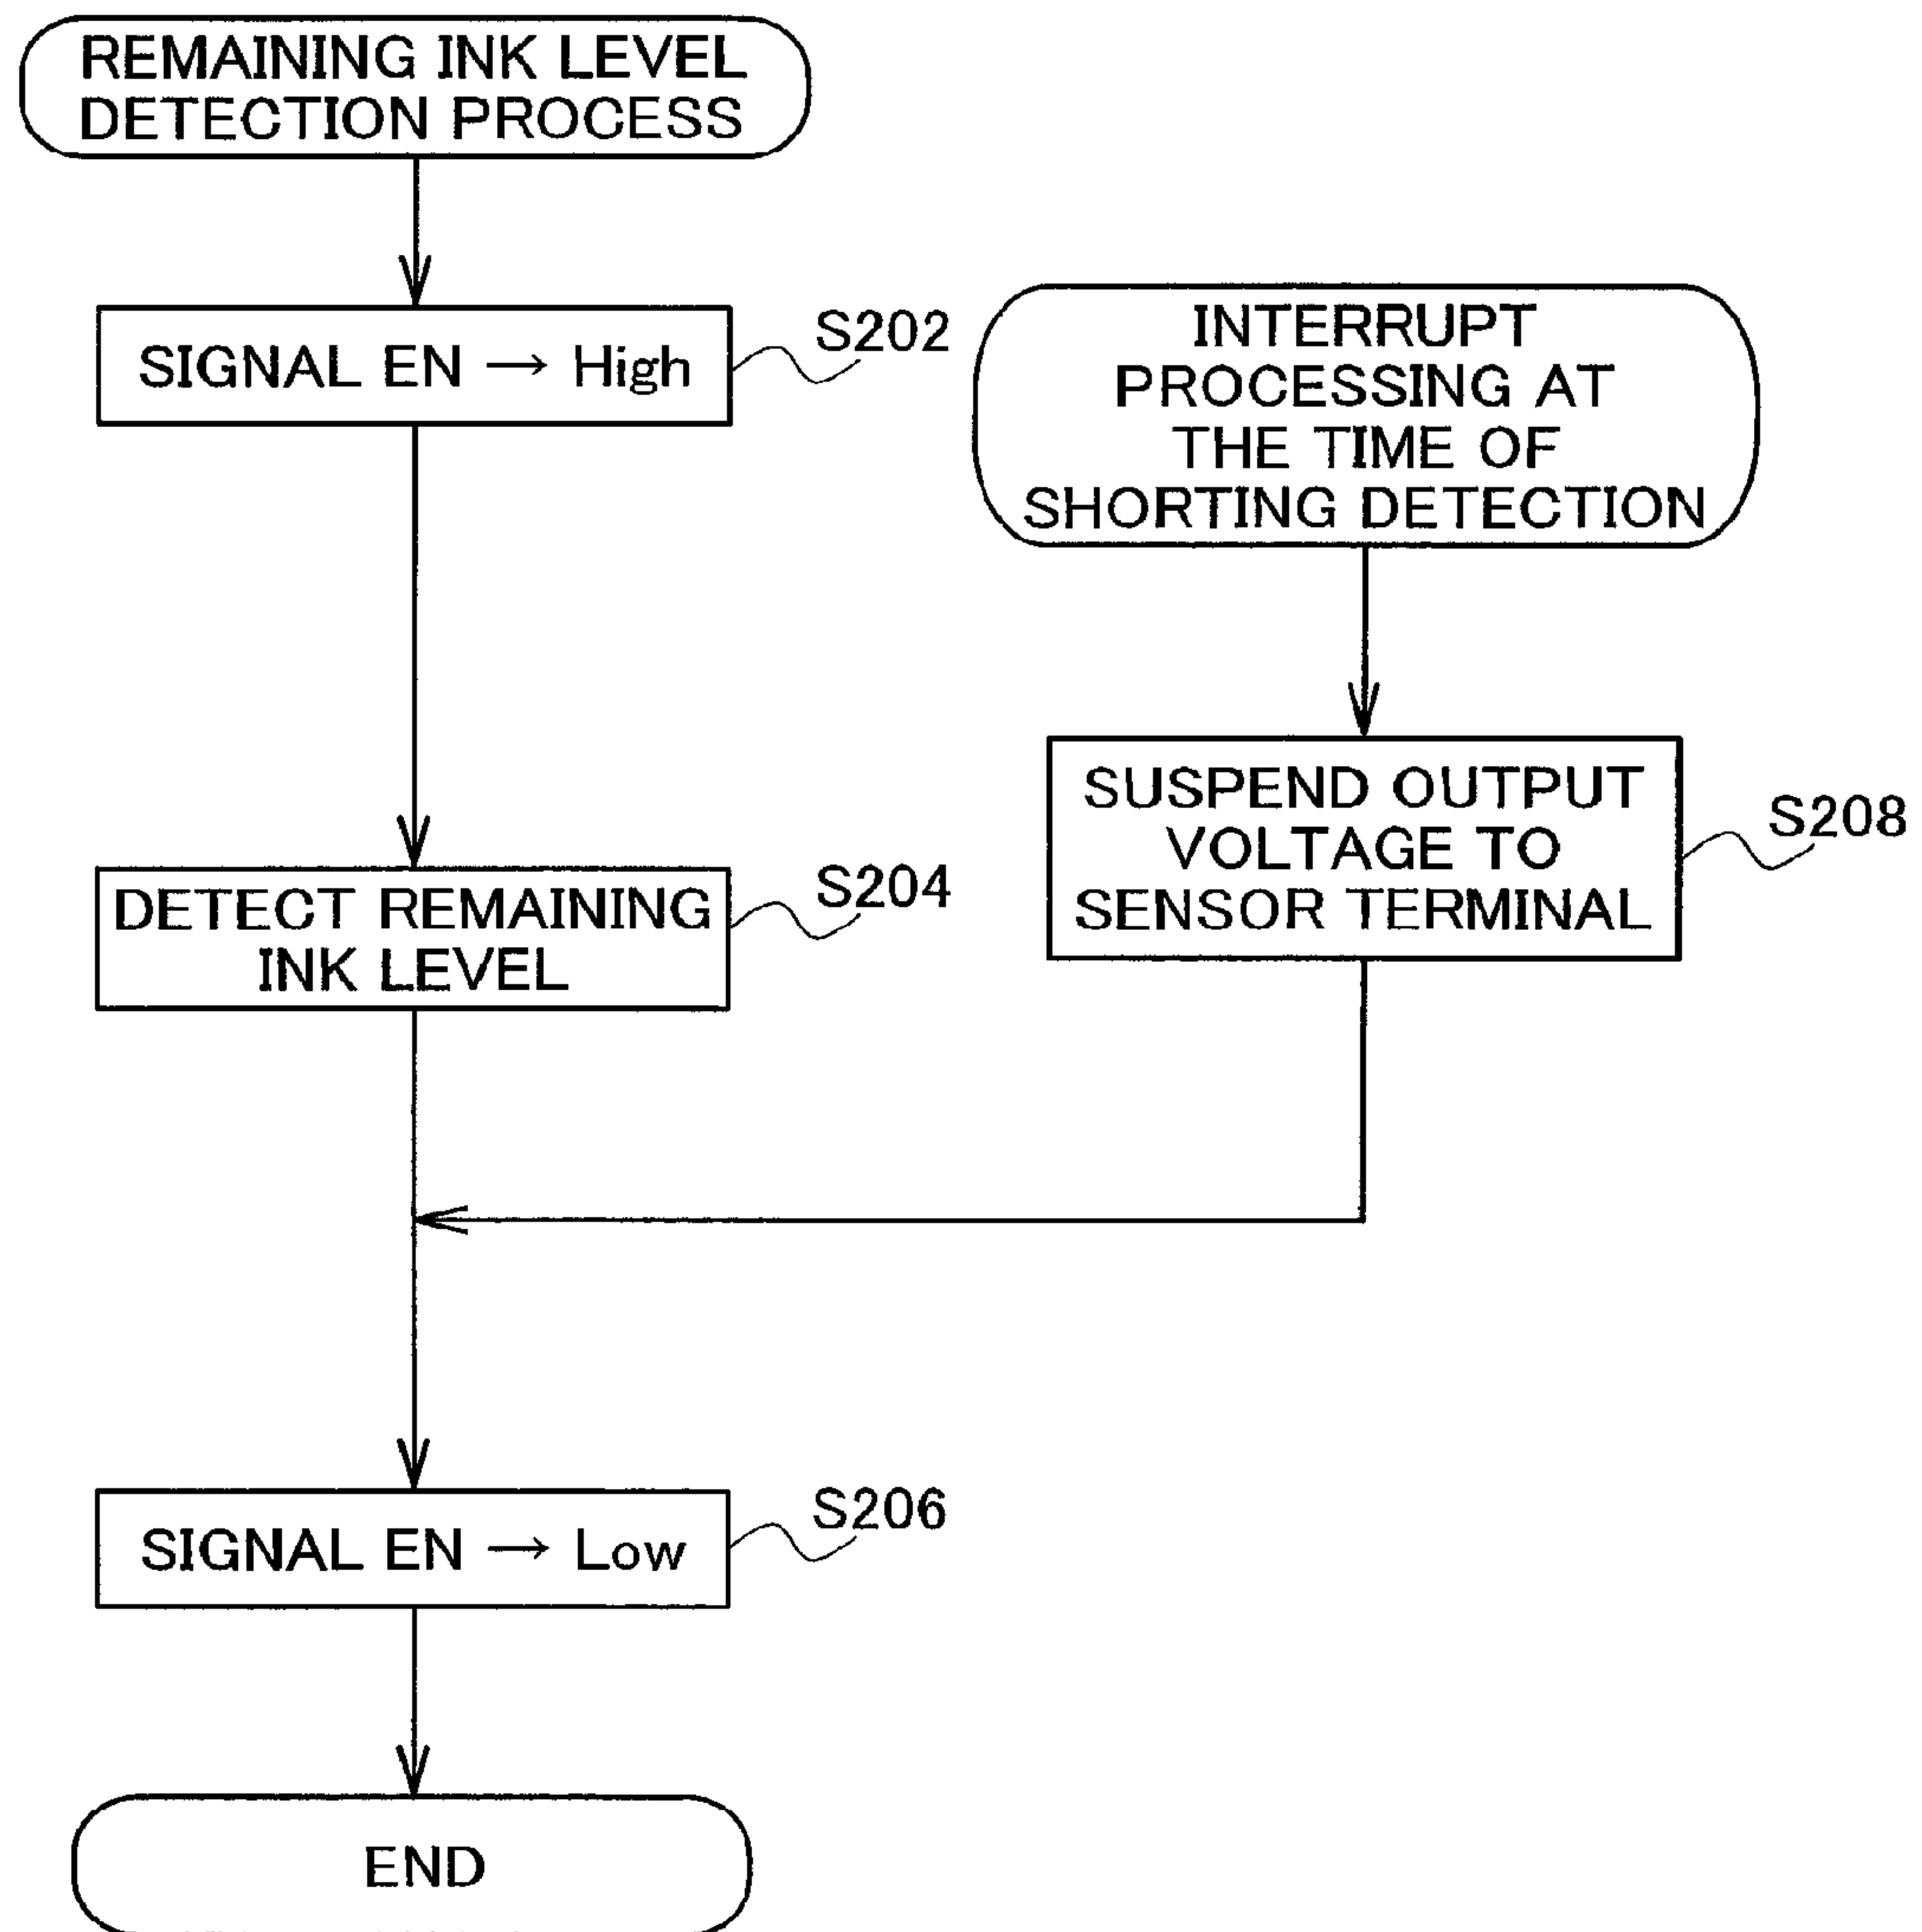 REMAINING INK LEVEL
DETECTION PROCESS
SIGNAL EN → High
S202
INTERRUPT
PROCESSING AT
THE TIME OF
SHORTING DETECTION
SUSPEND OUTPUT
VOLTAGE TO
SENSOR TERMINAL
S208
DETECT REMAINING
INK LEVEL
S204
SIGNAL EN → Low
S206
END